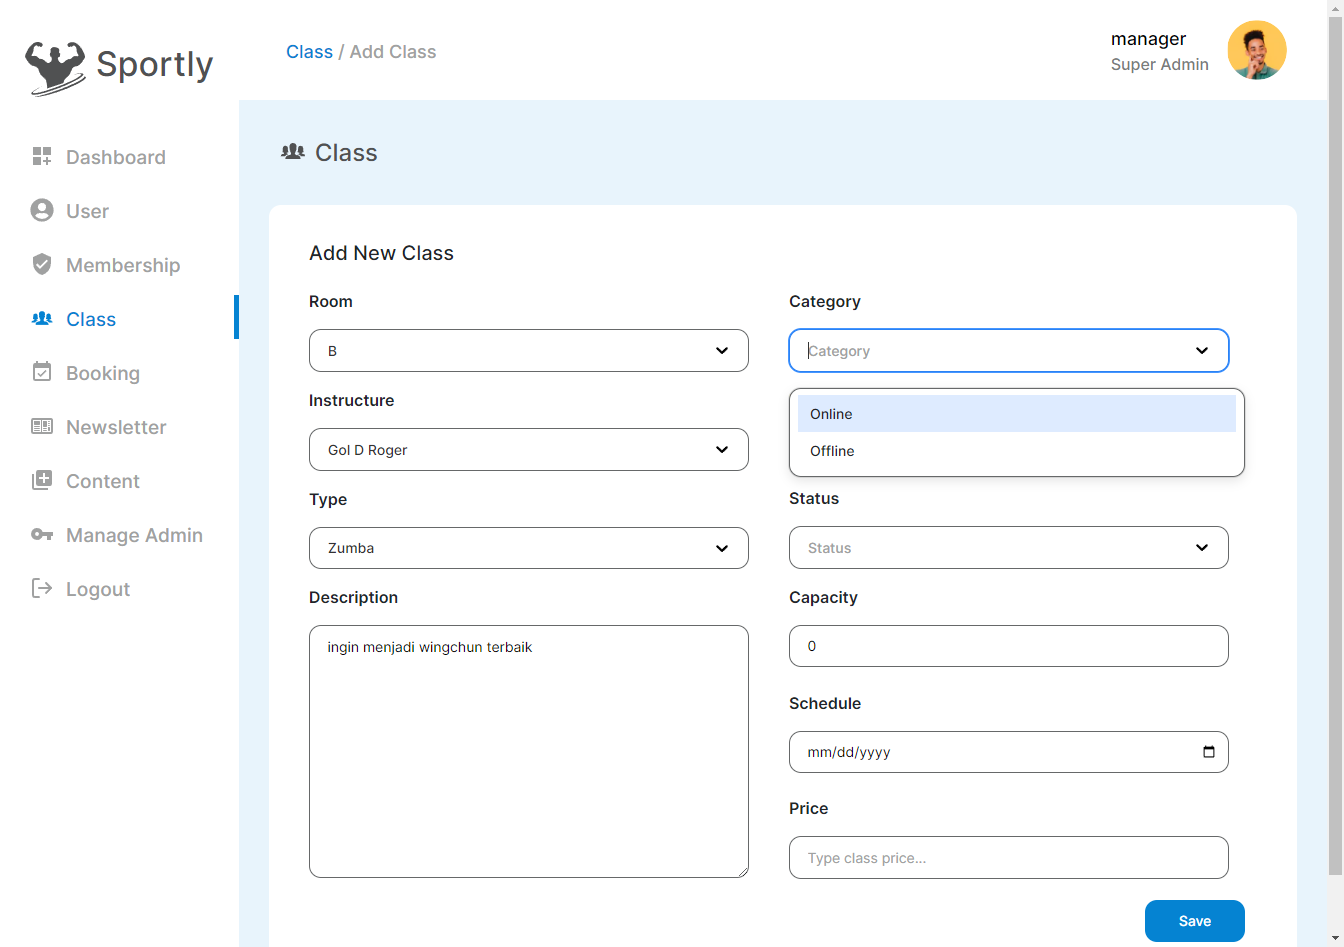 Sportly
Class / Add Class
manager
Super Admin
Dashboard
User
Membership
Class
Booking
Newsletter
Content
Manage Admin
Logout
Class
Add New Class
Room
B
Instructure
Gol D Roger
Type
Zumba
Description
ingin menjadi wingchun terbaik
Category
Category
Online
Offline
Status
Status
Capacity
0
Schedule
mm/dd/yyyy
Price
Type class price...
Save